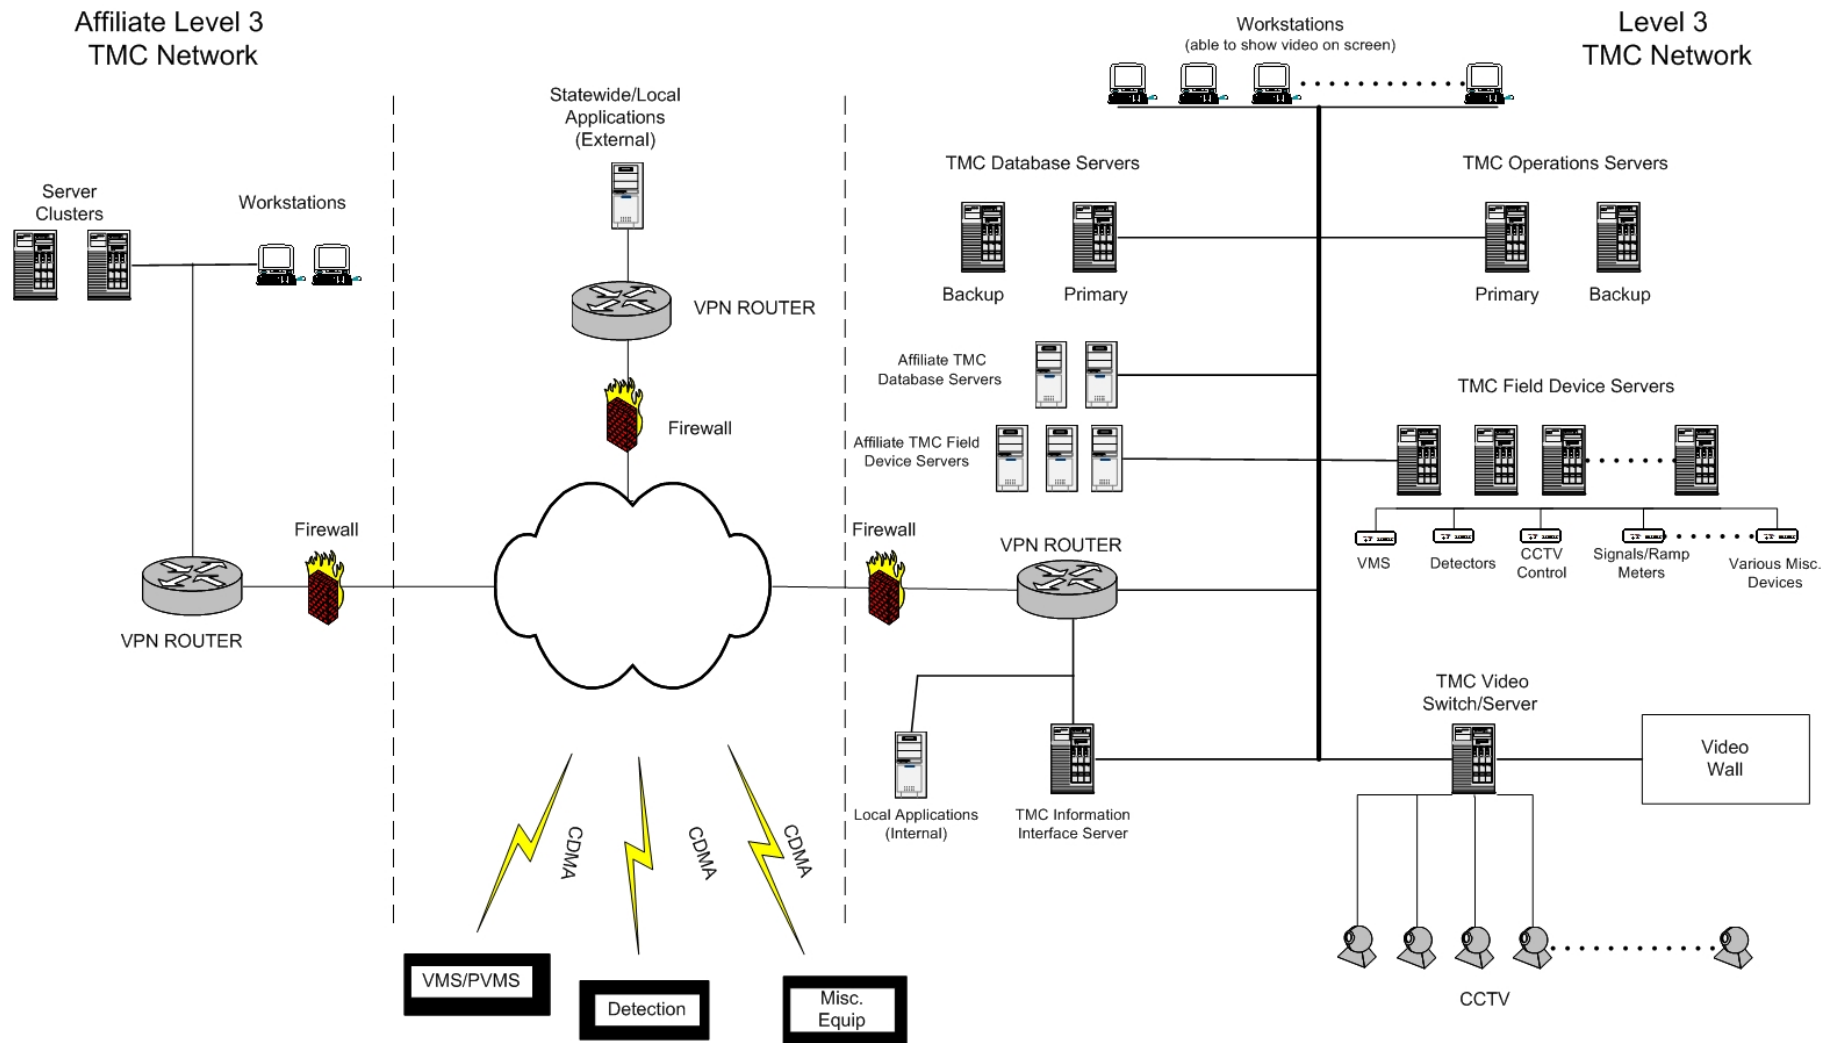 Affiliate Level 3
TMC Network
Level 3
TMC Network
Workstations
(able to show video on screen)
Statewide/Local
Applications
(External)
Server
Clusters
Workstations
VPN ROUTER
Firewall
Firewall
VPN ROUTER
TMC Database Servers
Backup
Primary
TMC Operations Servers
Primary
Backup
Affiliate TMC
Database Servers
Affiliate TMC Field
Device Servers
TMC Field Device Servers
VMS
Detectors
CCTV
Control
Signals/Ramp
Meters
Various Misc.
Devices
Firewall
VPN ROUTER
TMC Video
Switch/Server
Video
Wall
Local Applications
(Internal)
TMC Information
Interface Server
CDMA
CDMA
CDMA
VMS/PVMS
Detection
Misc.
Equip
CCTV